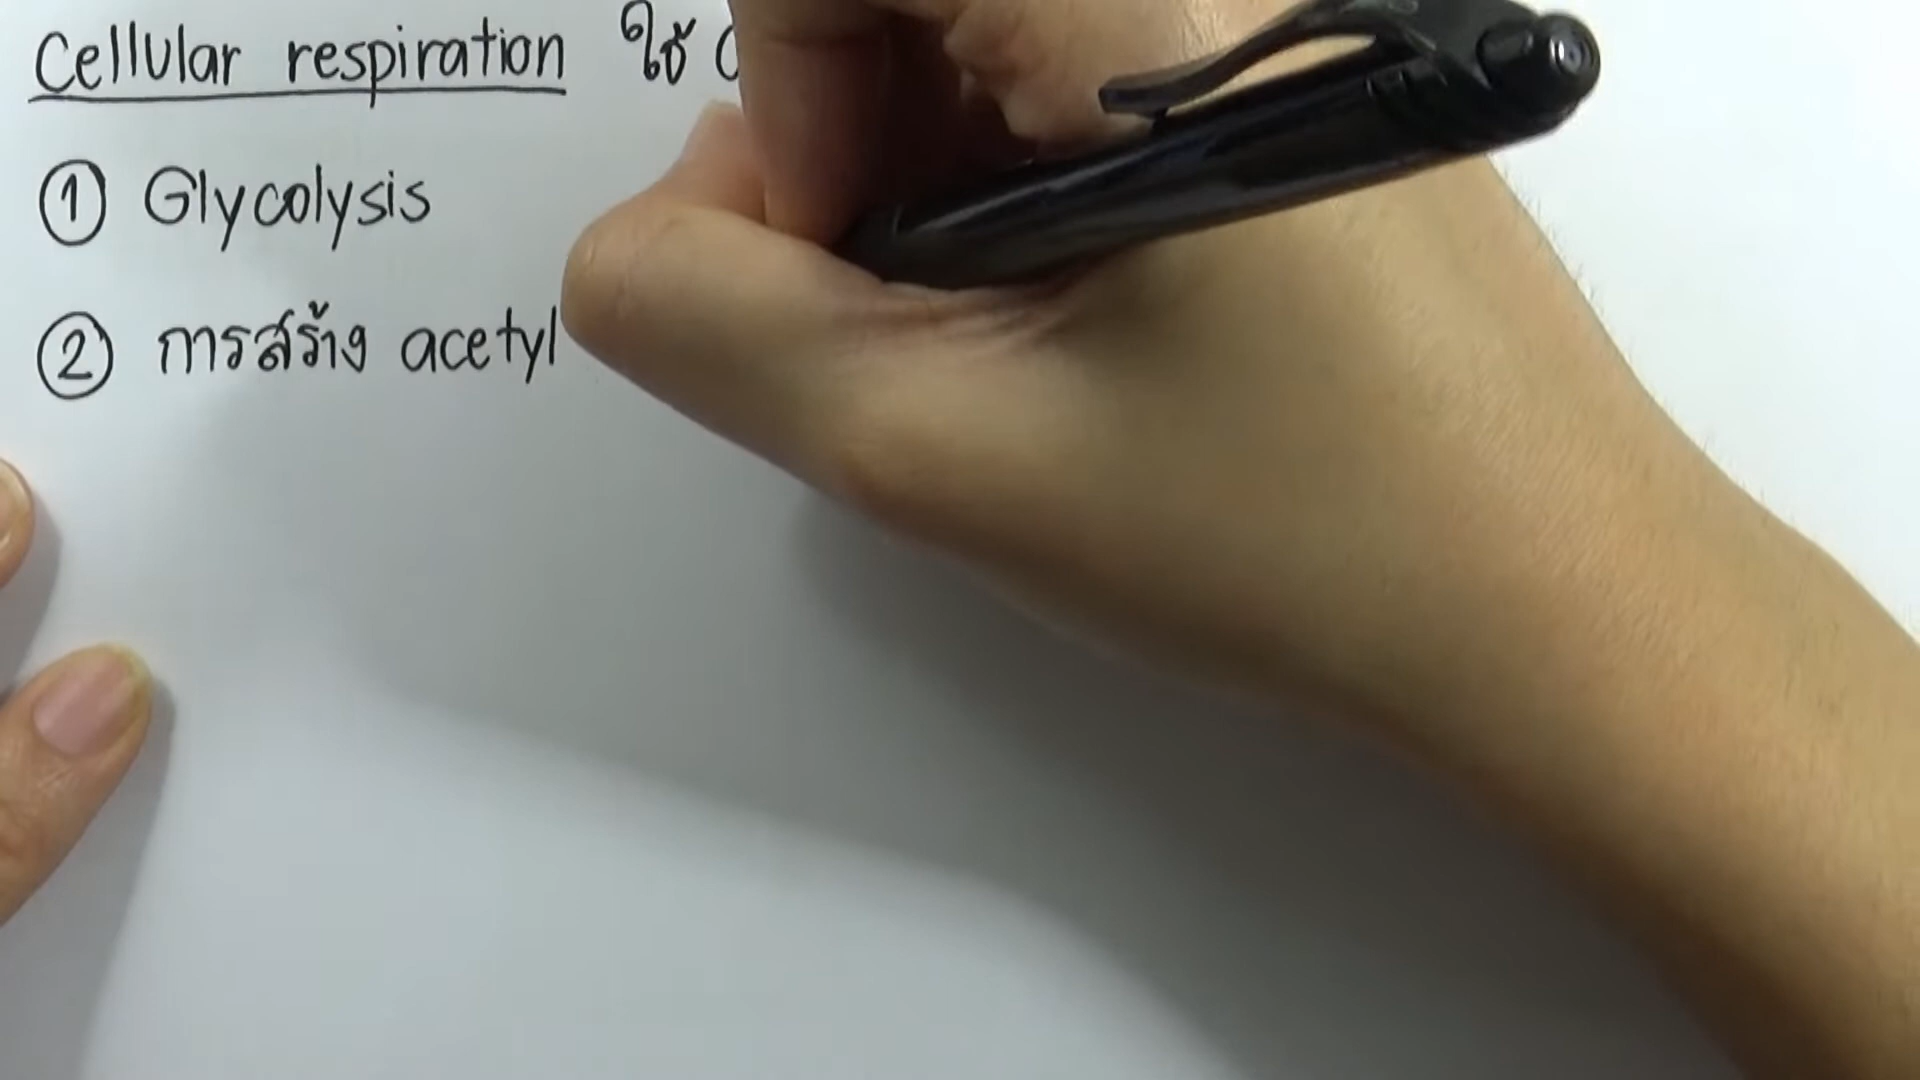 Cellular respiration ใช้
① Glycolysis
② การสร้าง acetyl